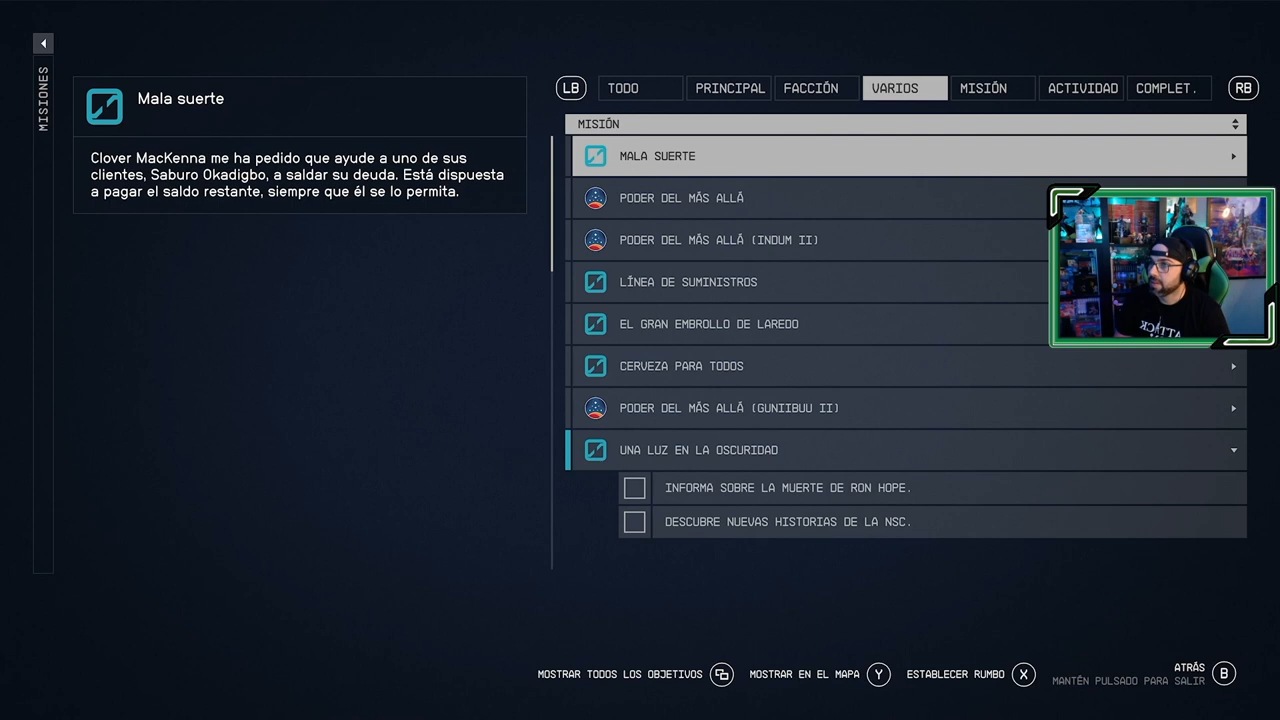 MISIONES
Mala suerte
Clover MacKenna me ha pedido que ayude a uno de sus
clientes, Saburo Okadigbo, a saldar su deuda. Está dispuesta
a pagar el saldo restante, siempre que él se lo permita.
LB TODO PRINCIPAL FACCIÓN VARIOS MISIÓN ACTIVIDAD COMPLET. RB
MISIÓN
MALA SUERTE
PODER DEL MÁS ALLÁ
PODER DEL MÁS ALLÁ (INDUM II)
LÍNEA DE SUMINISTROS
EL GRAN EMBROLLO DE LAREDO
CERVEZA PARA TODOS
PODER DEL MÁS ALLÁ (GUNIIBUU II)
UNA LUZ EN LA OSCURIDAD
INFORMA SOBRE LA MUERTE DE RON HOPE.
DESCUBRE NUEVAS HISTORIAS DE LA NSC.
MOSTRAR TODOS LOS OBJETIVOS MOSTRAR EN EL MAPA Y ESTABLECER RUMBO X ATRÁS B
MANTÉN PULSADO PARA SALIR